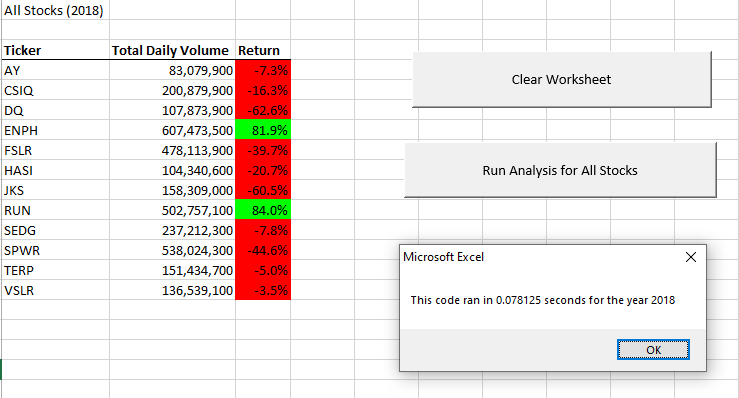 All Stocks (2018)
Ticker Total Daily Volume Return
AY 83,079,900 -7.3%
CSIQ 200,879,900 -16.3%
DQ 107,873,900 -62.6%
ENPH 607,473,500 81.9%
FSLR 478,113,900 -39.7%
HASI 104,340,600 -20.7%
JKS 158,309,000 -60.5%
RUN 502,757,100 84.0%
SEDG 237,212,300 -7.8%
SPWR 538,024,300 -44.6%
TERP 151,434,700 -5.0%
VSLR 136,539,100 -3.5%
Clear Worksheet
Run Analysis for All Stocks
Microsoft Excel
This code ran in 0.078125 seconds for the year 2018
OK